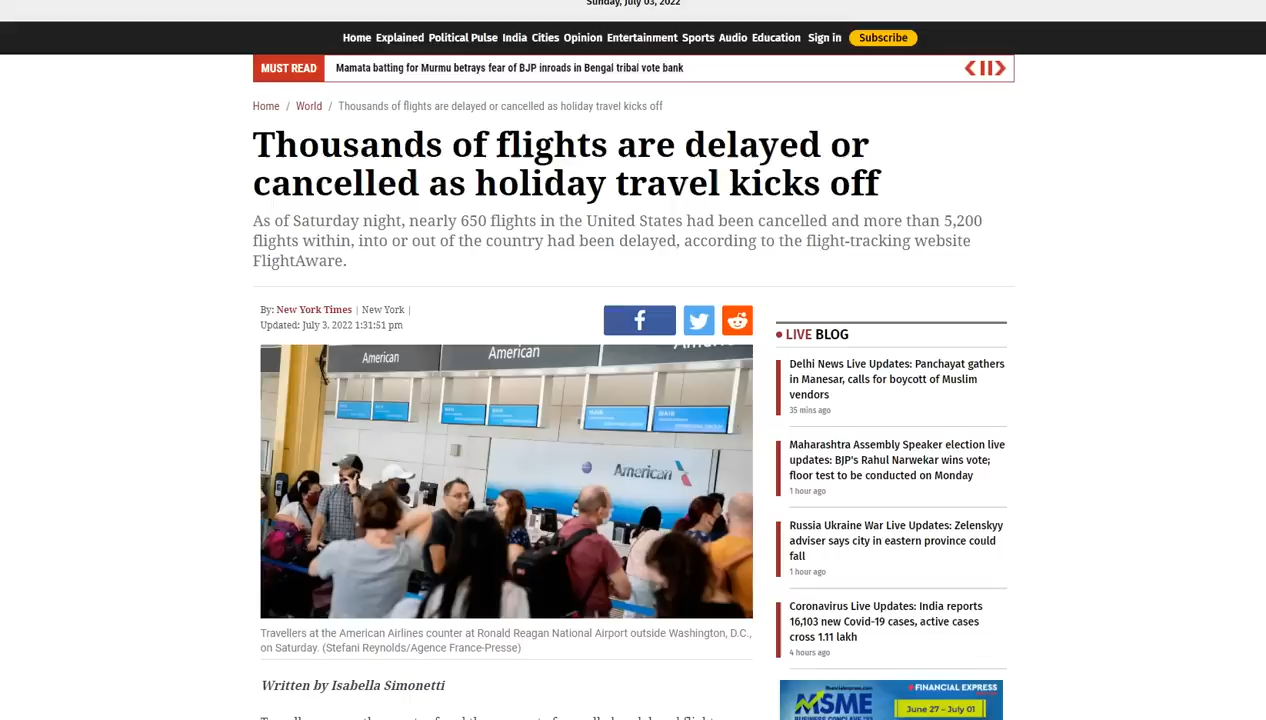 Sunday, July 03, 2022
Home Explained Political Pulse India Cities Opinion Entertainment Sports Audio Education Sign in Subscribe
MUST READ Mamata batting for Murmu betrays fear of BJP inroads in Bengal tribal vote bank
Home / World / Thousands of flights are delayed or cancelled as holiday travel kicks off
Thousands of flights are delayed or
cancelled as holiday travel kicks off
As of Saturday night, nearly 650 flights in the United States had been cancelled and more than 5,200
flights within, into or out of the country had been delayed, according to the flight-tracking website
FlightAware.
By: New York Times | New York |
Updated: July 3, 2022 1:31:51 pm
American
American
American
American
Travellers at the American Airlines counter at Ronald Reagan National Airport outside Washington, D.C.,
on Saturday. (Stefani Reynolds/Agence France-Presse)
Written by Isabella Simonetti
LIVE BLOG
Delhi News Live Updates: Panchayat gathers
in Manesar, calls for boycott of Muslim
vendors
35 mins ago
Maharashtra Assembly Speaker election live
updates: BJP's Rahul Narwekar wins vote;
floor test to be conducted on Monday
1 hour ago
Russia Ukraine War Live Updates: Zelenskyy
adviser says city in eastern province could
fall
1 hour ago
Coronavirus Live Updates: India reports
16,103 new Covid-19 cases, active cases
cross 1.11 lakh
4 hours ago
financialexpress.com
FINANCIAL EXPRESS
MSME
June 27 - July 01